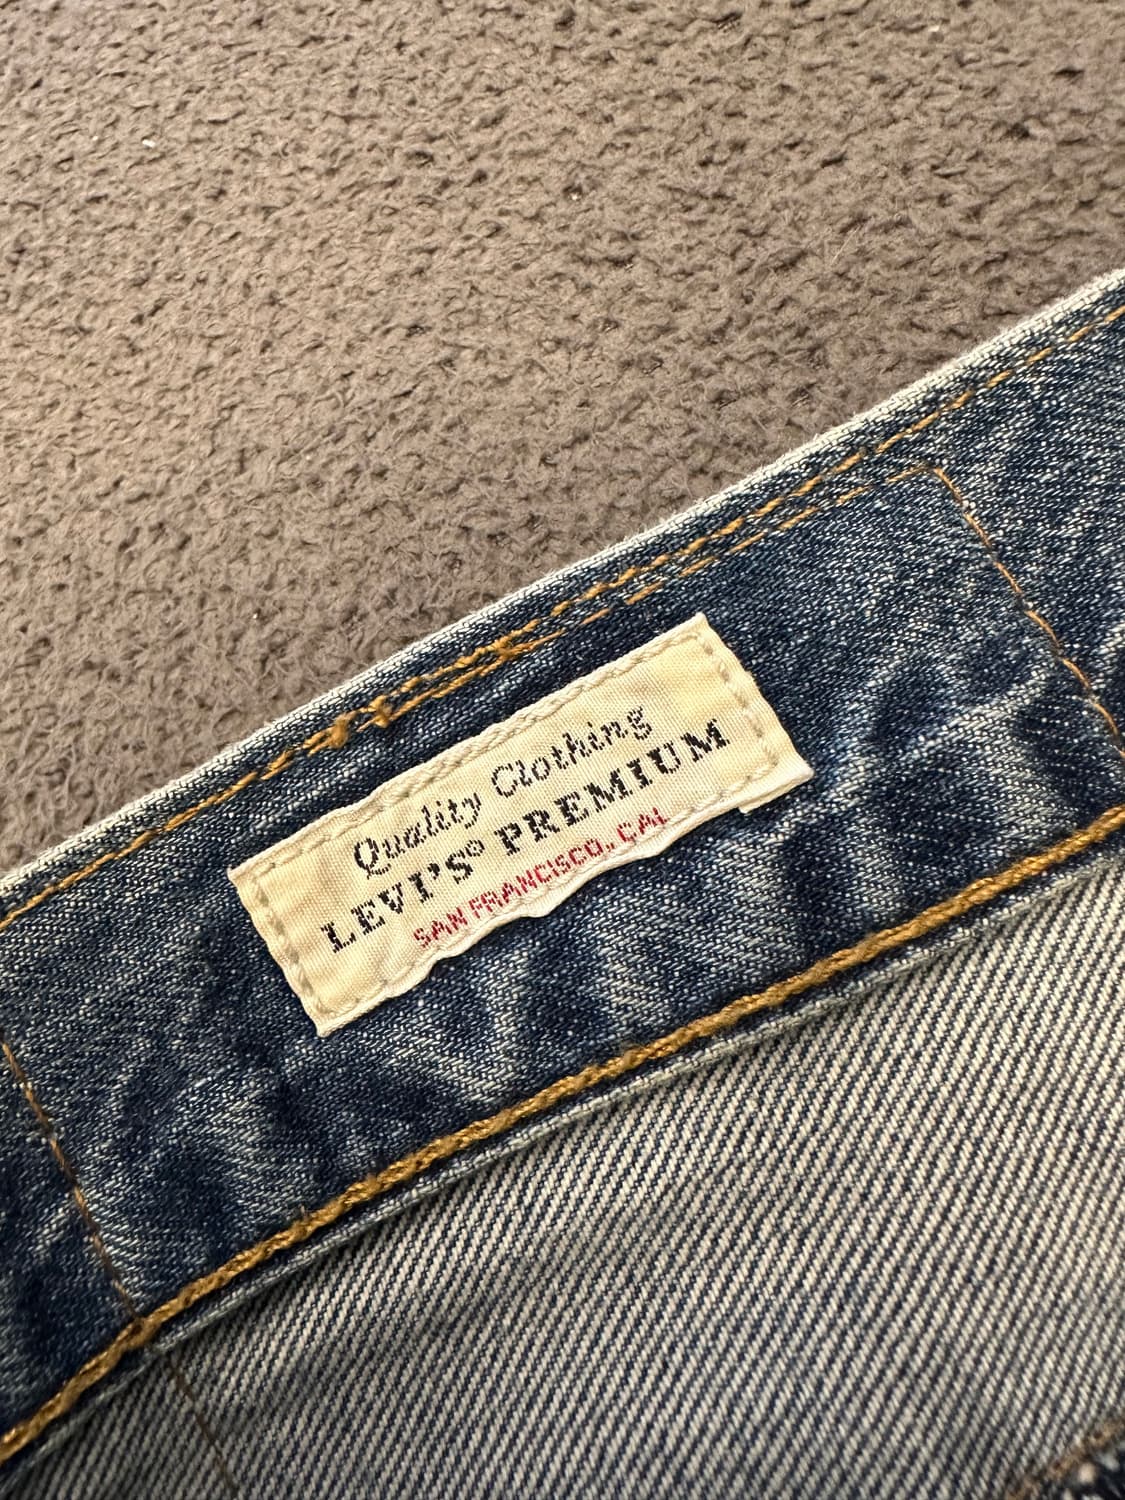 Quality Clothing
LEVI'S® PREMIUM
SAN FRANCISCO, CAL